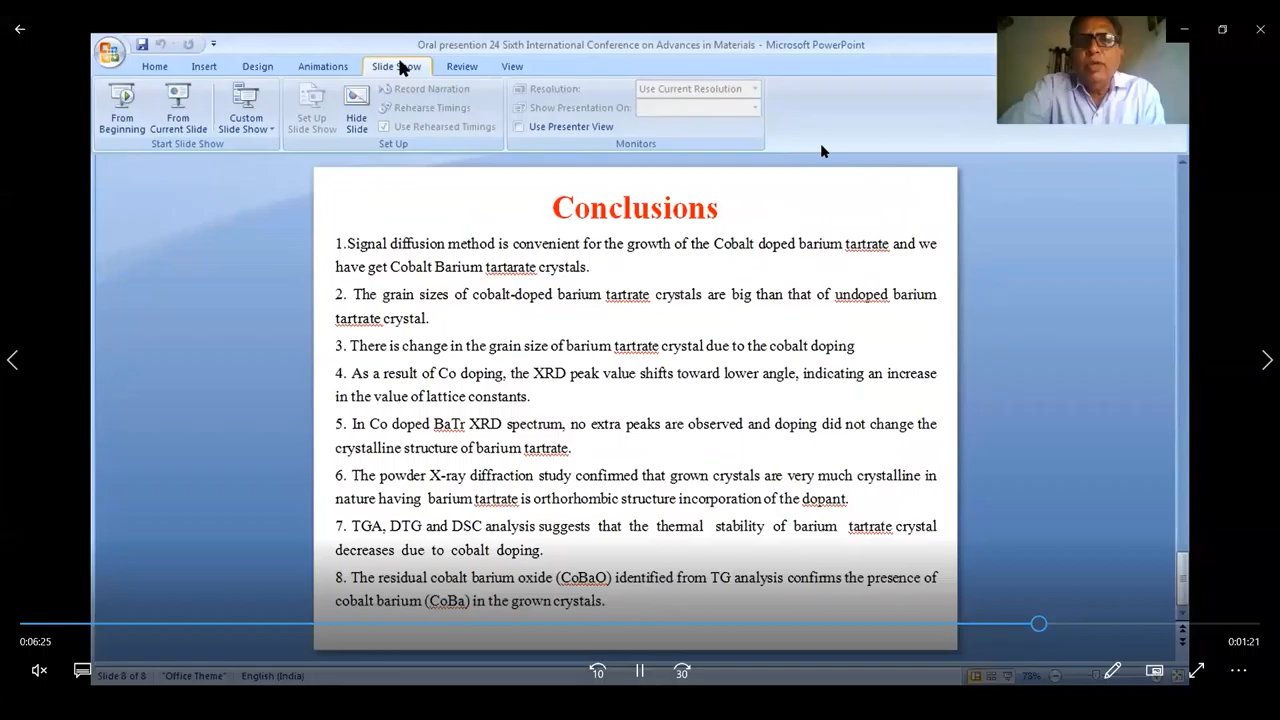 Oral presention 24 Sixth International Conference on Advances in Materials - Microsoft PowerPoint
Home Insert Design Animations Slide Show Review View
From Beginning
From Current Slide
Custom Slide Show
Start Slide Show
Set Up Slide Show
Hide Slide
Record Narration
Rehearse Timings
Use Rehearsed Timings
Set Up
Resolution: Use Current Resolution
Show Presentation On:
Use Presenter View
Monitors
Conclusions
1.Signal diffusion method is convenient for the growth of the Cobalt doped barium tartrate and we
have get Cobalt Barium tartarate crystals.
2. The grain sizes of cobalt-doped barium tartrate crystals are big than that of undoped barium
tartrate crystal.
3. There is change in the grain size of barium tartrate crystal due to the cobalt doping
4. As a result of Co doping, the XRD peak value shifts toward lower angle, indicating an increase
in the value of lattice constants.
5. In Co doped BaTr XRD spectrum, no extra peaks are observed and doping did not change the
crystalline structure of barium tartrate.
6. The powder X-ray diffraction study confirmed that grown crystals are very much crystalline in
nature having barium tartrate is orthorhombic structure incorporation of the dopant.
7. TGA, DTG and DSC analysis suggests that the thermal stability of barium tartrate crystal
decreases due to cobalt doping.
8. The residual cobalt barium oxide (CoBaO) identified from TG analysis confirms the presence of
cobalt barium (CoBa) in the grown crystals.
0:06:25 0:01:21
10 30
Slide 8 of 8 "Office Theme" English (India) 73%